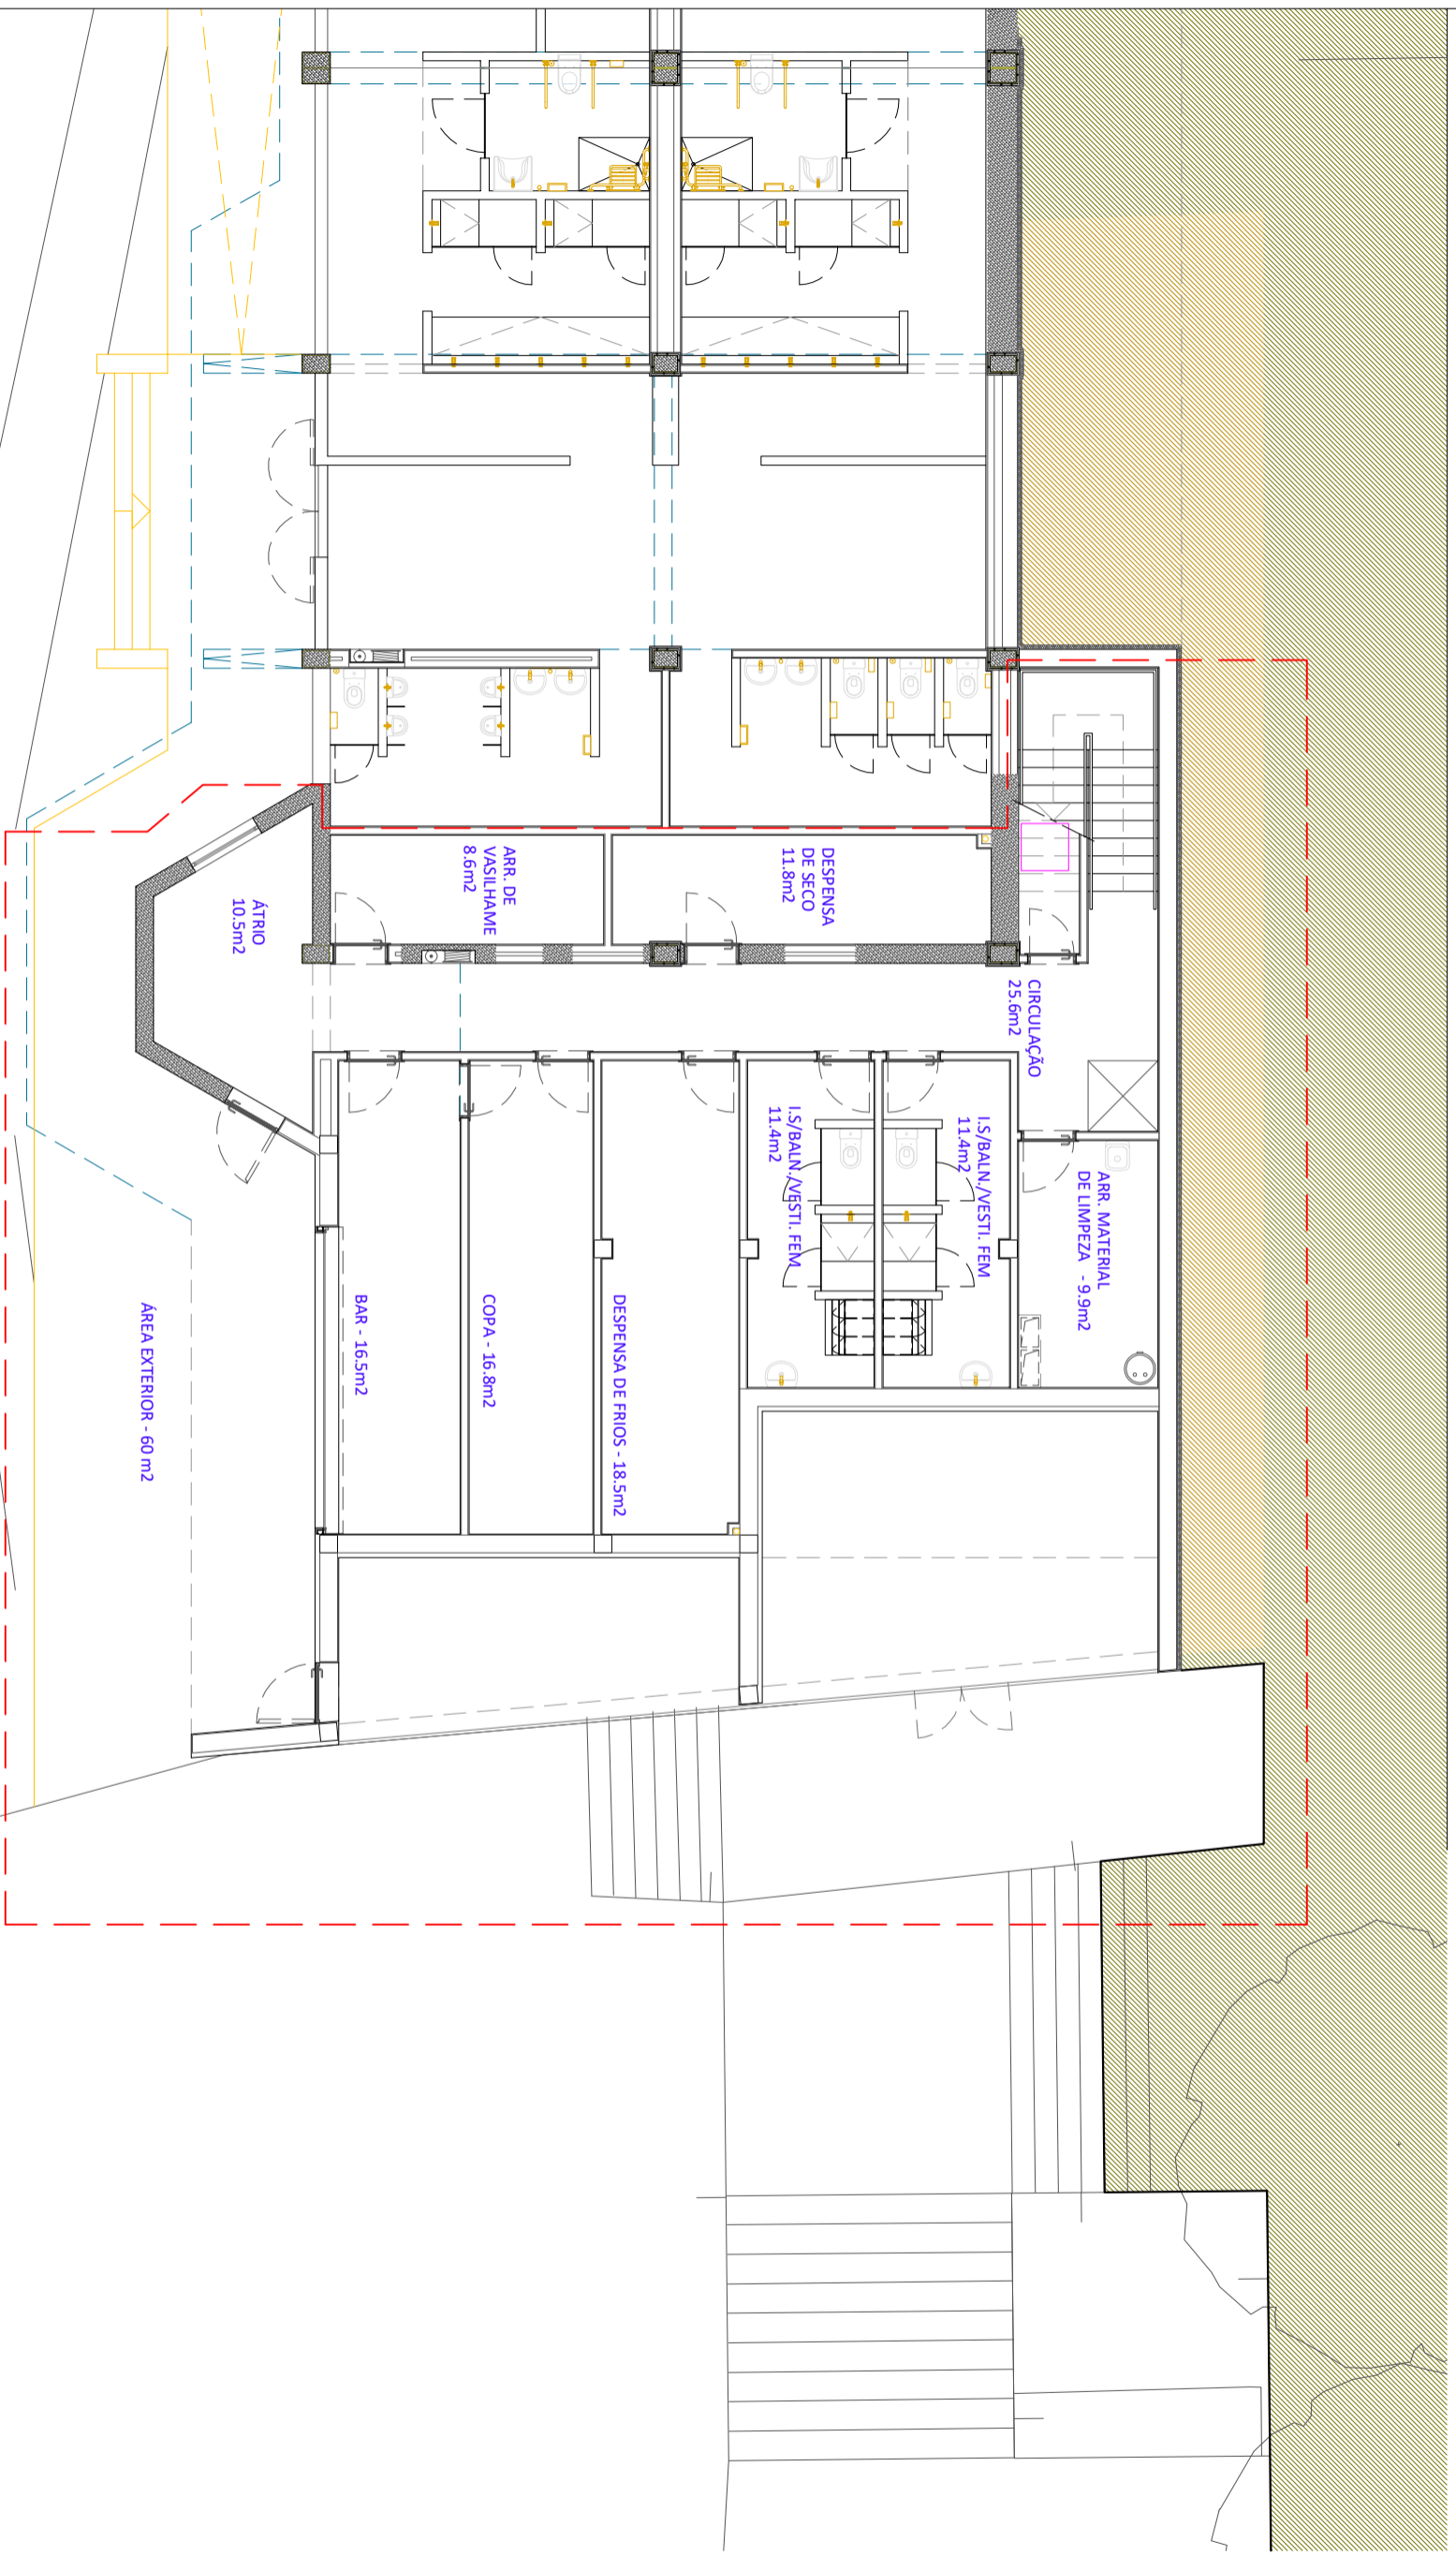 ARR. MATERIAL
DE LIMPEZA  - 9.9m2
CIRCULAÇÃO
25.6m2
I.S/BALN./VESTI. FEM
11.4m2
I.S/BALN./VESTI. FEM
11.4m2
DESPENSA
DE SECO
11.8m2
DESPENSA DE FRIOS - 18.5m2
ARR. DE
VASILHAME
8.6m2
COPA - 16.8m2
BAR - 16.5m2
ÁTRIO
10.5m2
ÁREA EXTERIOR - 60 m2